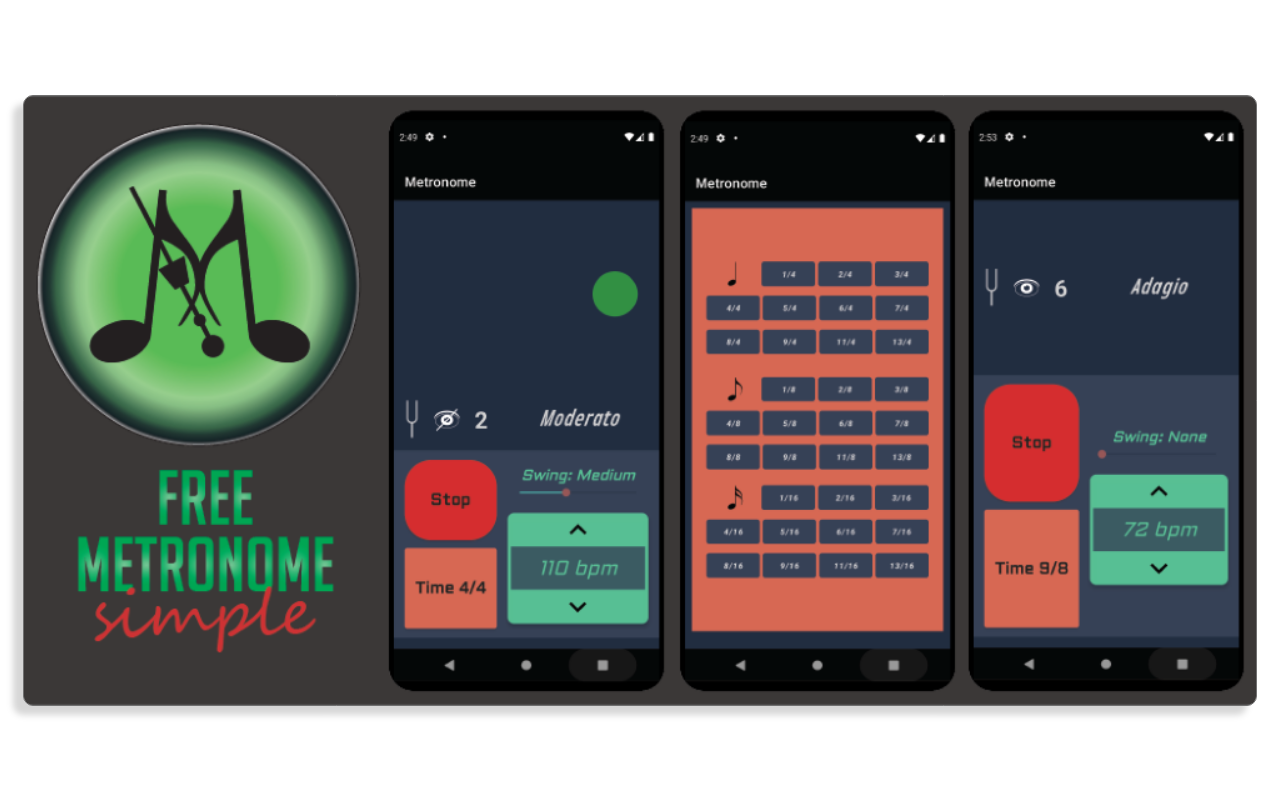 FREE
METRONOME
simple
2:49
Metronome
2 Moderato
Stop
Swing: Medium
110 bpm
Time 4/4
2:49
Metronome
1/4 2/4 3/4
4/4 5/4 6/4 7/4
8/4 9/4 11/4 13/4
1/8 2/8 3/8
4/8 5/8 6/8 7/8
8/8 9/8 11/8 13/8
1/16 2/16 3/16
4/16 5/16 6/16 7/16
8/16 9/16 11/16 13/16
2:53
Metronome
6 Adagio
Stop
Swing: None
72 bpm
Time 9/8